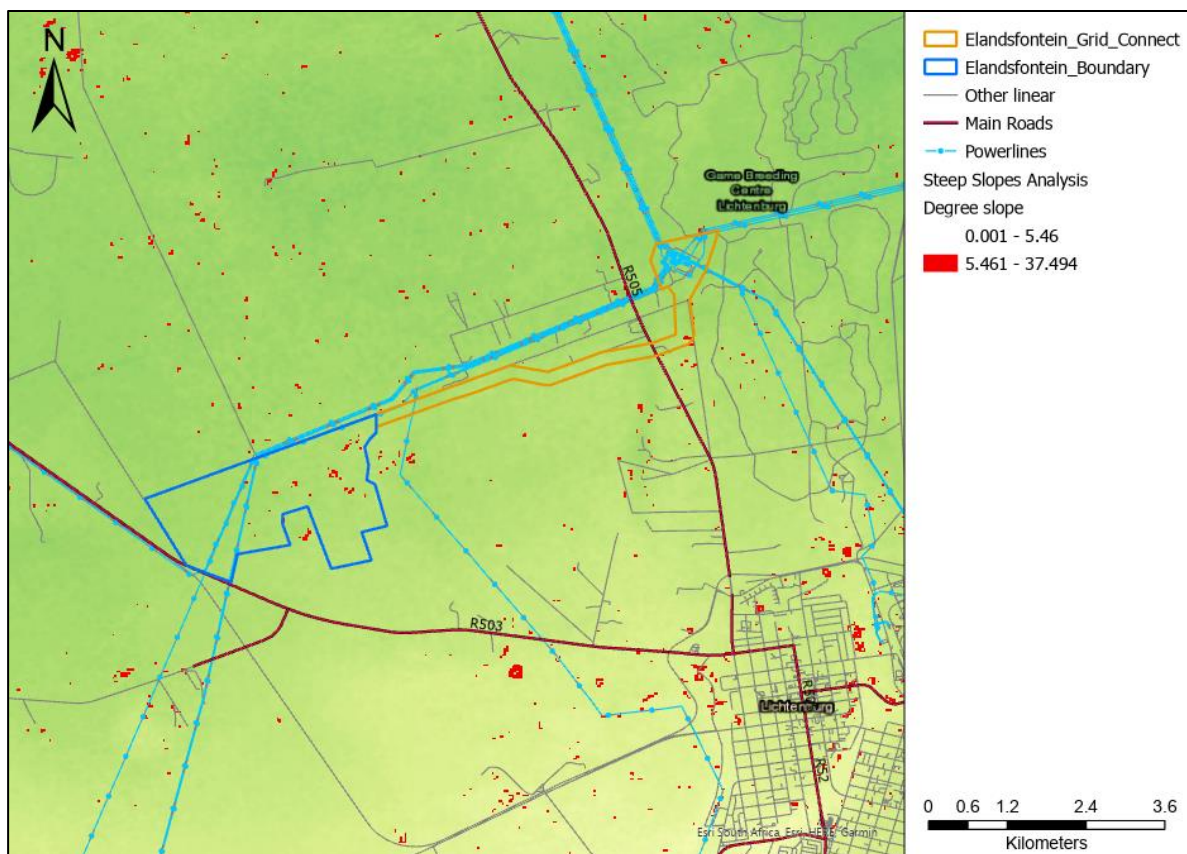 N
Game Breeding
Centre
Lichtenburg
R505
R503
Lichtenburg
R52
Esri South Africa, Esri, HERE, Garmin
Elandsfontein_Grid_Connect
Elandsfontein_Boundary
Other linear
Main Roads
Powerlines
Steep Slopes Analysis
Degree slope
0.001 - 5.46
5.461 - 37.494
0 0.6 1.2 2.4 3.6
Kilometers